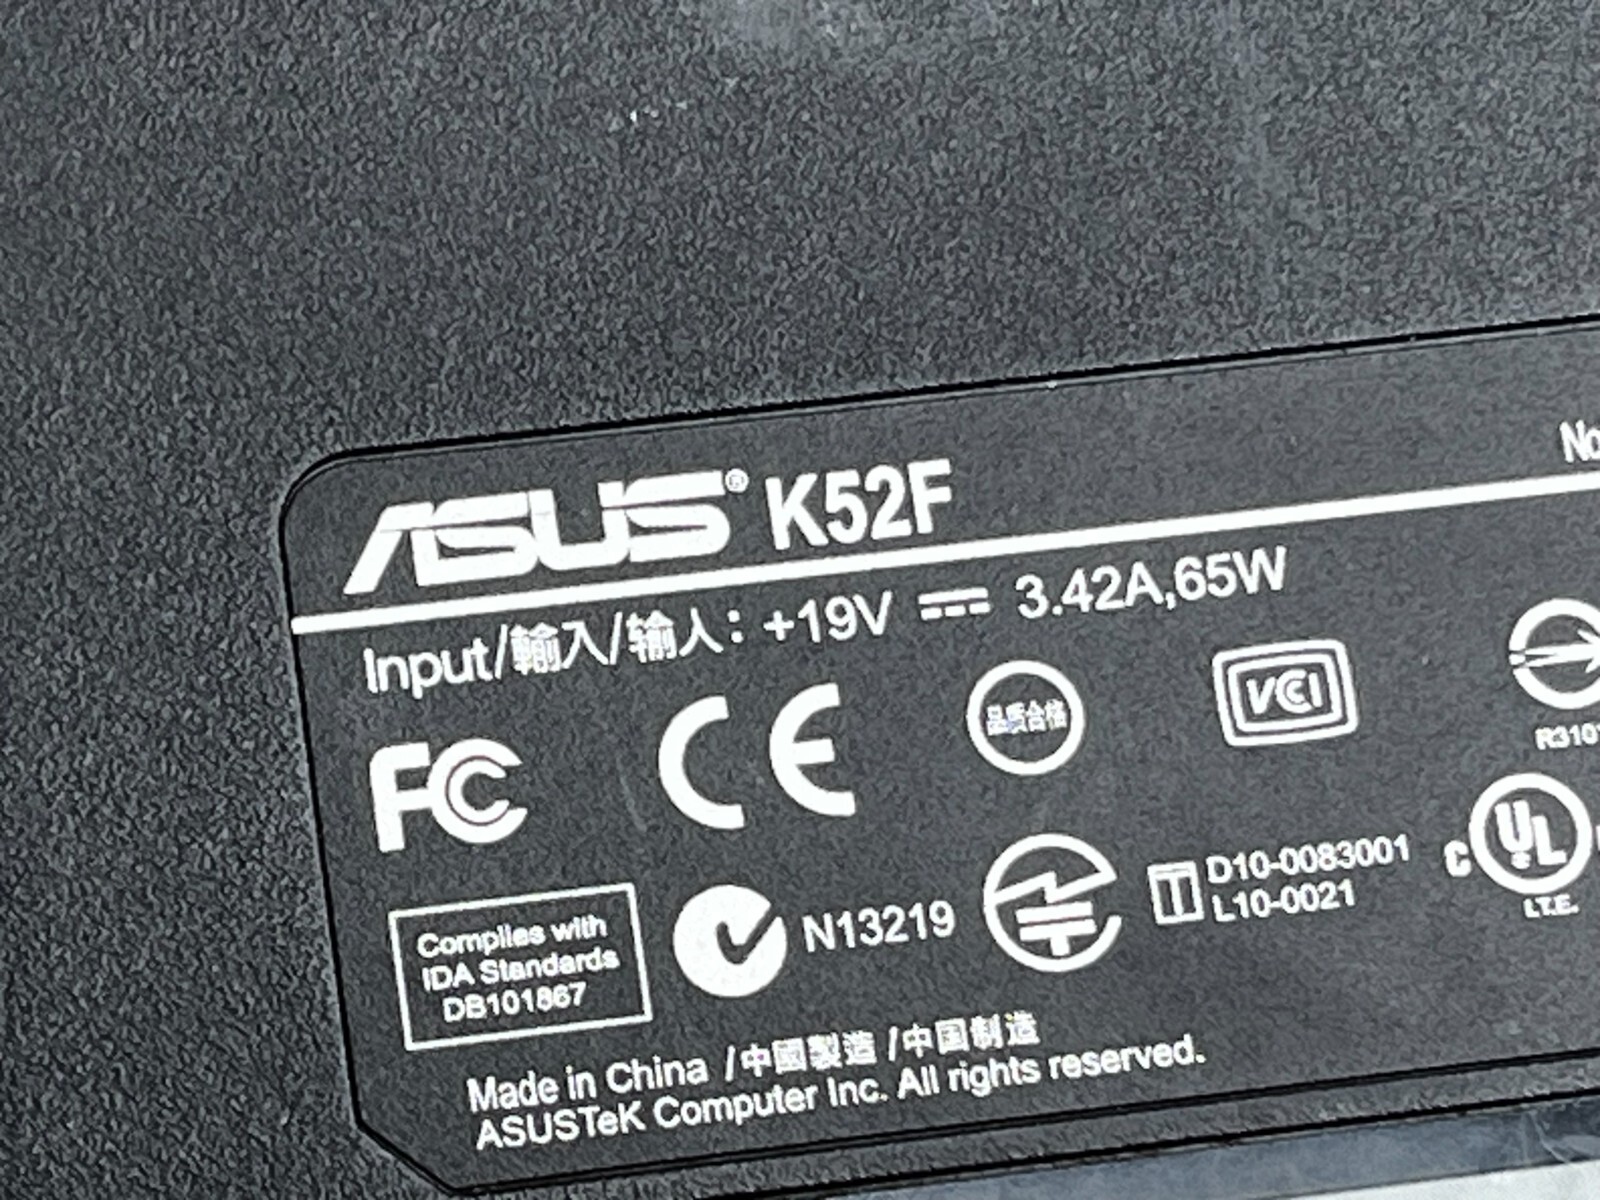 ASUS® K52F
No
Input/輸入/输入: +19V ⎓ 3.42A,65W
FC CE 品质合格 VCCI
R310
Complies with
IDA Standards
DB101867
N13219
T D10-0083001
L10-0021
C UL
I.T.E.
Made in China /中國製造 /中国制造
ASUSTeK Computer Inc. All rights reserved.